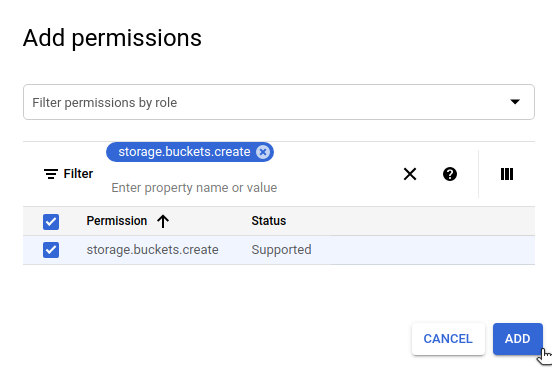 Add permissions
Filter permissions by role
storage.buckets.create
Filter
Enter property name or value
Permission Status
storage.buckets.create Supported
CANCEL ADD